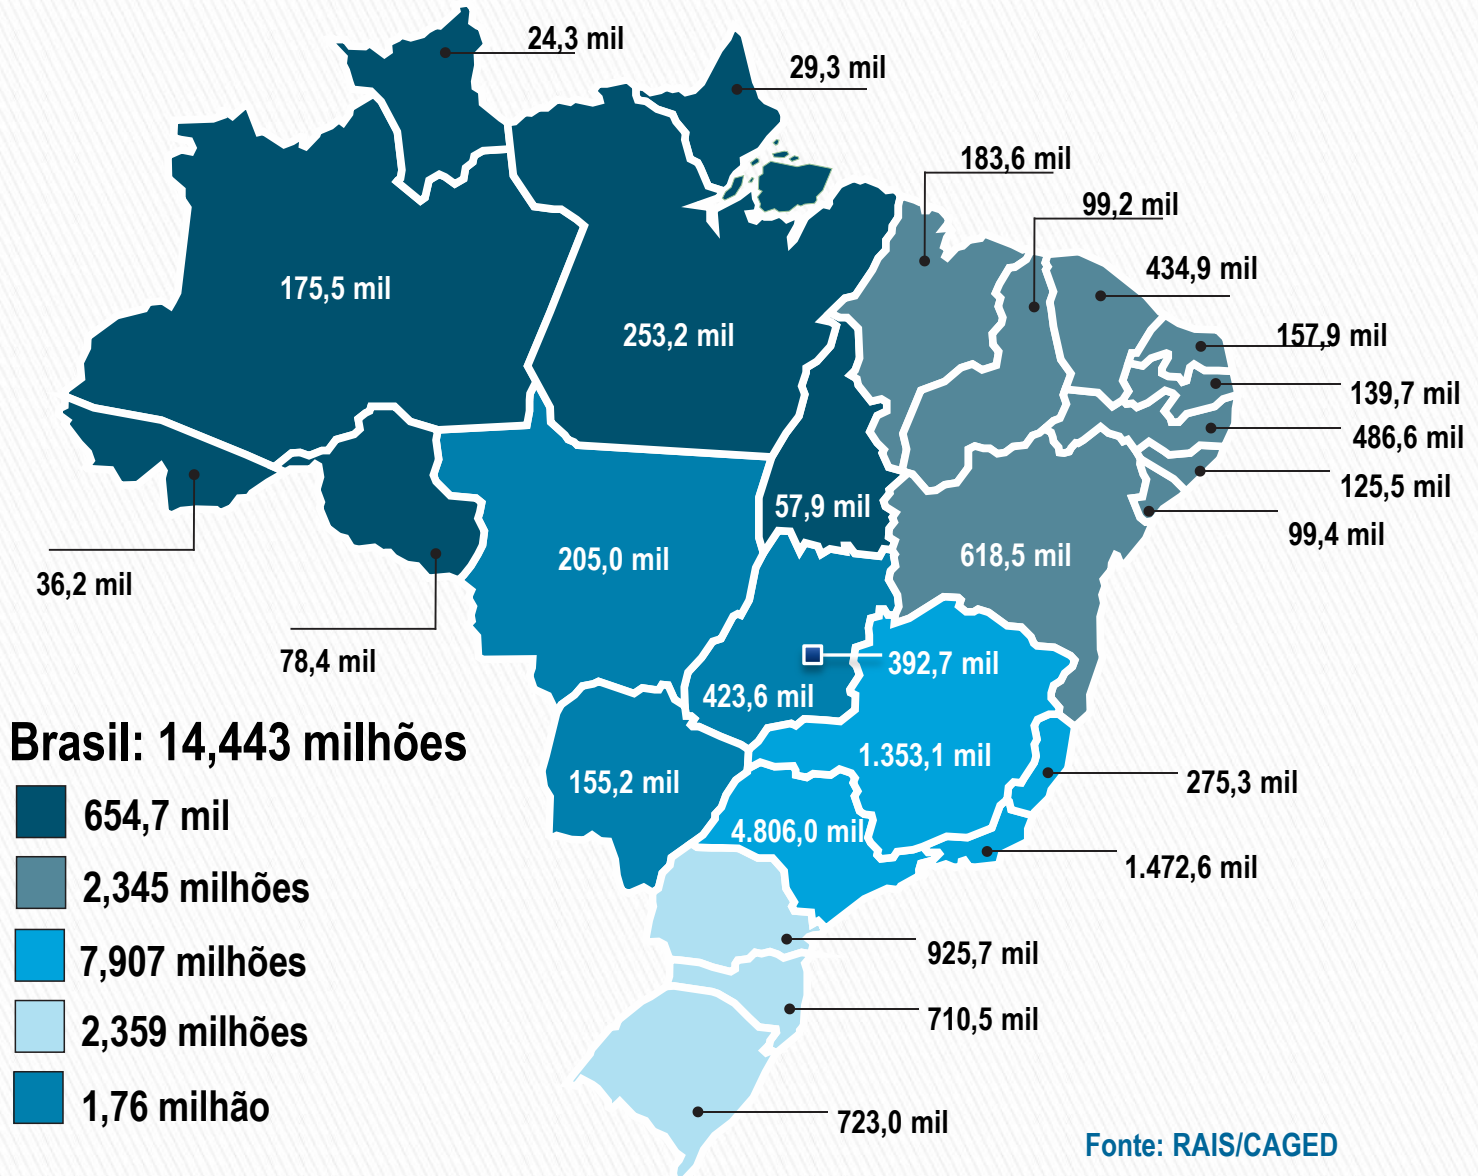 24,3 mil
29,3 mil
183,6 mil
99,2 mil
434,9 mil
175,5 mil
253,2 mil
157,9 mil
139,7 mil
486,6 mil
125,5 mil
57,9 mil
99,4 mil
205,0 mil
618,5 mil
36,2 mil
78,4 mil
392,7 mil
423,6 mil
Brasil: 14,443 milhões
1.353,1 mil
155,2 mil
275,3 mil
654,7 mil
4.806,0 mil
1.472,6 mil
2,345 milhões
925,7 mil
7,907 milhões
710,5 mil
2,359 milhões
1,76 milhão
723,0 mil
Fonte: RAIS/CAGED